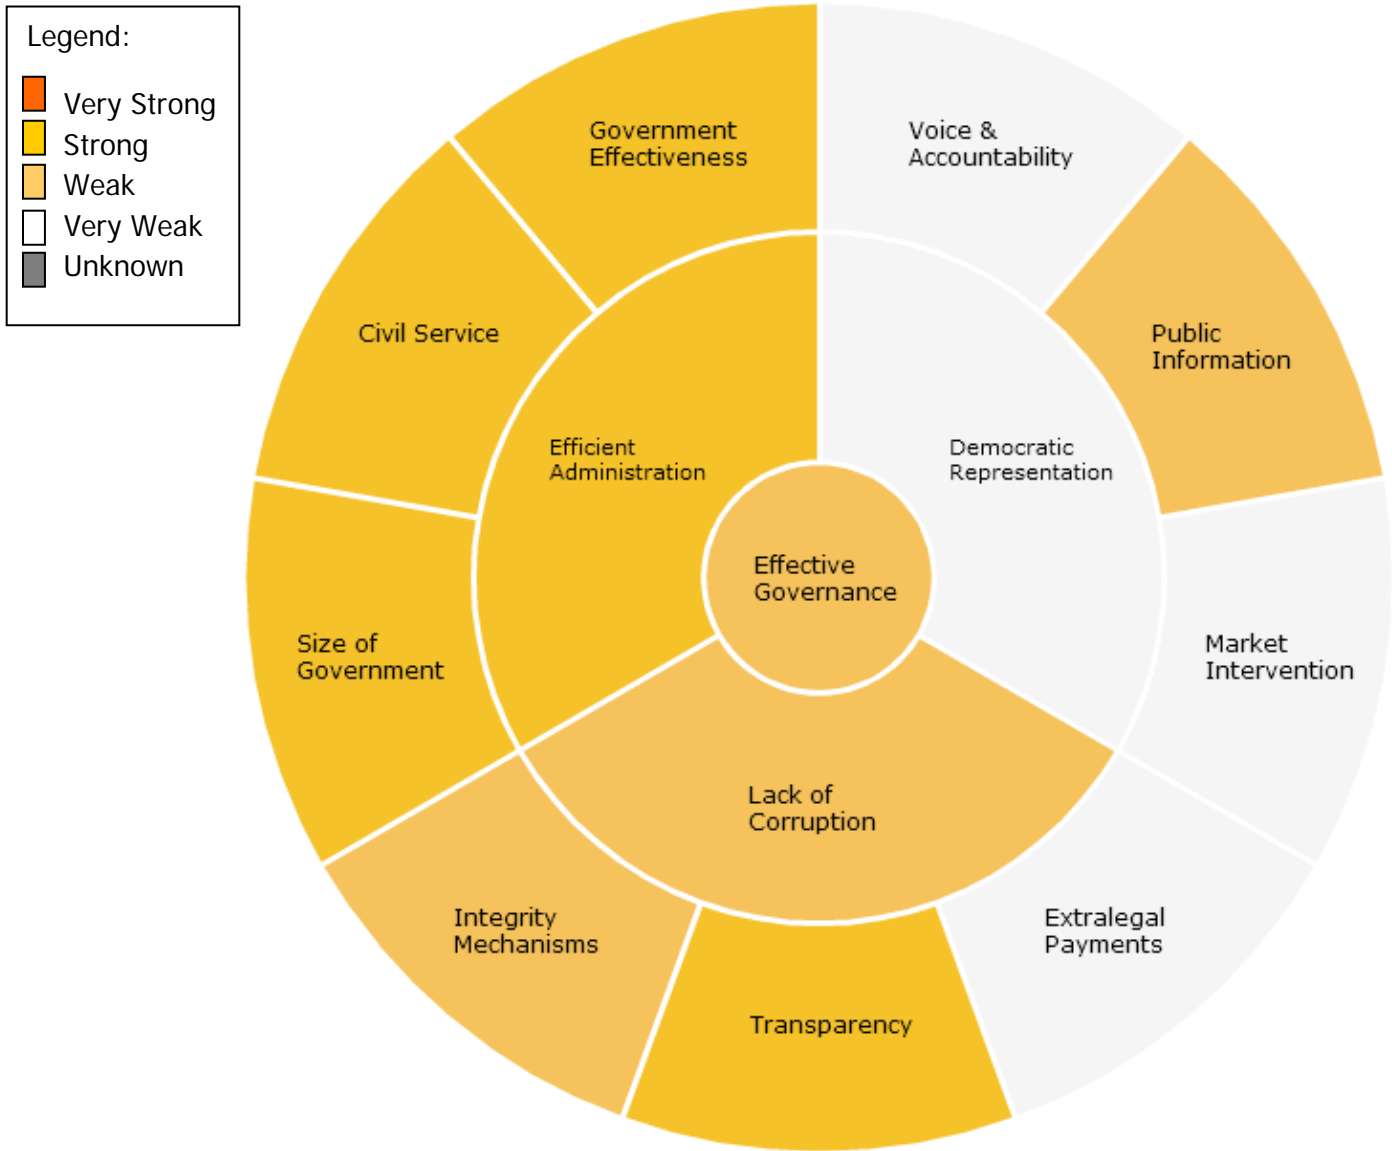 Legend:
Very Strong
Strong
Weak
Very Weak
Unknown
Government
Effectiveness
Voice &
Accountability
Civil Service
Public
Information
Efficient
Administration
Democratic
Representation
Effective
Governance
Size of
Government
Market
Intervention
Lack of
Corruption
Integrity
Mechanisms
Extralegal
Payments
Transparency